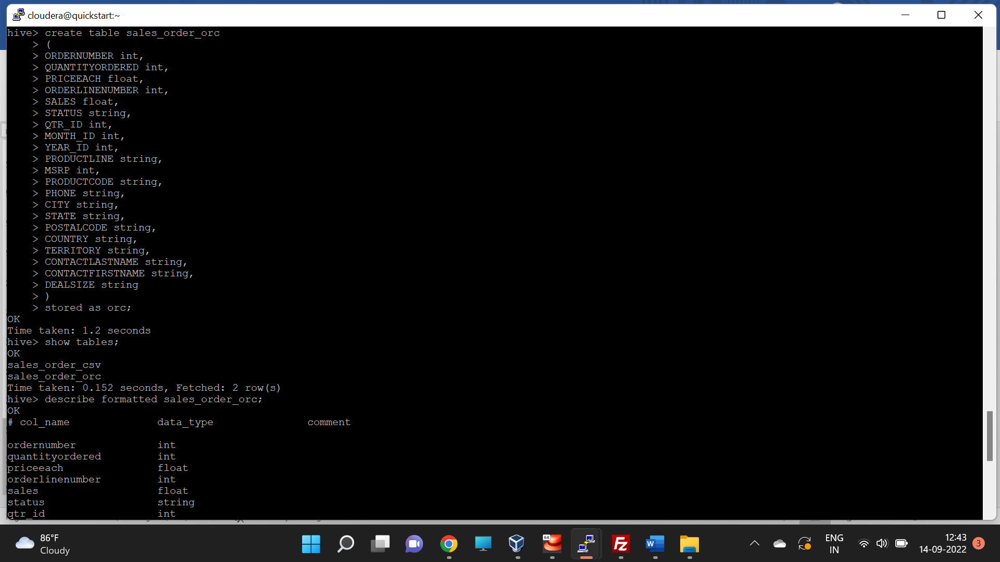 cloudera@quickstart:~
hive> create table sales_order_orc
> (
> ORDERNUMBER int,
> QUANTITYORDERED int,
> PRICEEACH float,
> ORDERLINENUMBER int,
> SALES float,
> STATUS string,
> QTR_ID int,
> MONTH_ID int,
> YEAR_ID int,
> PRODUCTLINE string,
> MSRP int,
> PRODUCTCODE string,
> PHONE string,
> CITY string,
> STATE string,
> POSTALCODE string,
> COUNTRY string,
> TERRITORY string,
> CONTACTLASTNAME string,
> CONTACTFIRSTNAME string,
> DEALSIZE string
> )
> stored as orc;
OK
Time taken: 1.2 seconds
hive> show tables;
OK
sales_order_csv
sales_order_orc
Time taken: 0.152 seconds, Fetched: 2 row(s)
hive> describe formatted sales_order_orc;
OK
# col_name data_type comment
ordernumber int
quantityordered int
priceeach float
orderlinenumber int
sales float
status string
qtr_id int
86°F
Cloudy
64
Fz
W
ENG
IN
12:43
14-09-2022
3